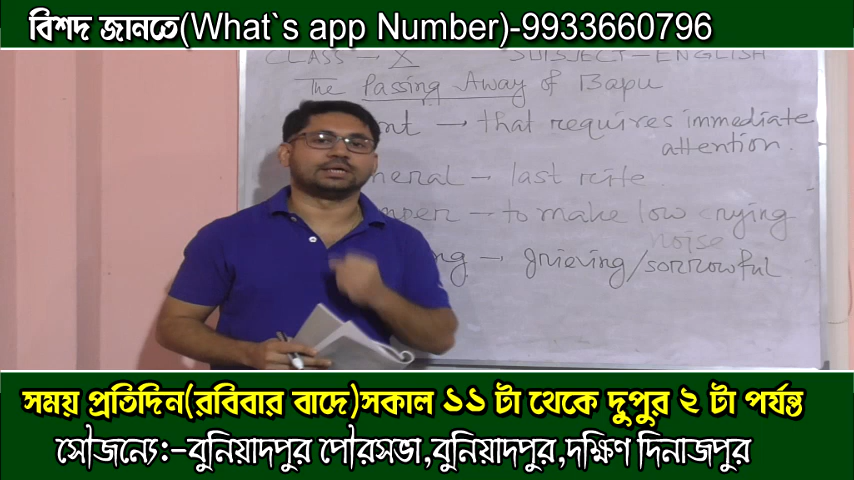 বিশদ জানতে(What`s app Number)-9933660796
CLASS → X SUBJECT - ENGLISH
The Passing Away of Bapu
→ that requires immediate
attention.
→ last rite
→ to make low crying
noise
→ grieving/sorrowful
সময় প্রতিদিন(রবিবার বাদে)সকাল ১১ টা থেকে দুপুর ২ টা পর্যন্ত
সৌজন্যে:-বুনিয়াদপুর পৌরসভা,বুনিয়াদপুর,দক্ষিণ দিনাজপুর